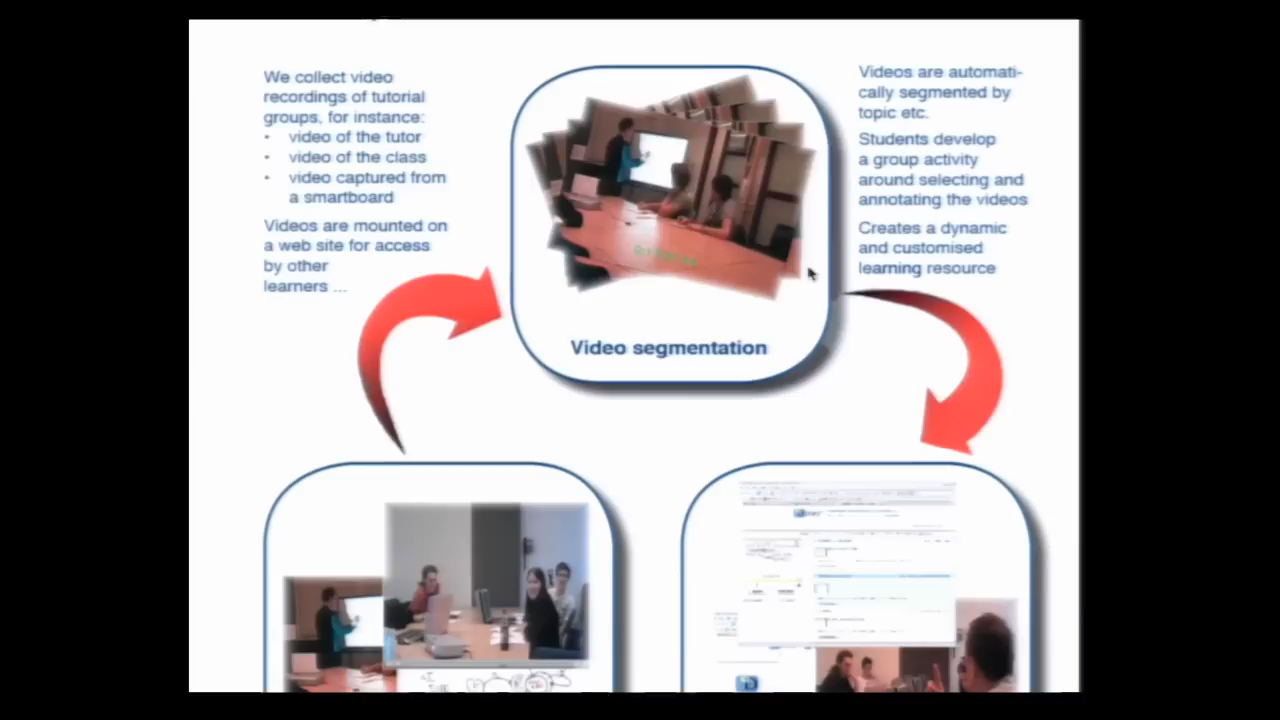 We collect video
recordings of tutorial
groups, for instance:
• video of the tutor
• video of the class
• video captured from
a smartboard
Videos are mounted on
a web site for access
by other
learners ...
Video segmentation
Videos are automati-
cally segmented by
topic etc.
Students develop
a group activity
around selecting and
annotating the videos
Creates a dynamic
and customised
learning resource